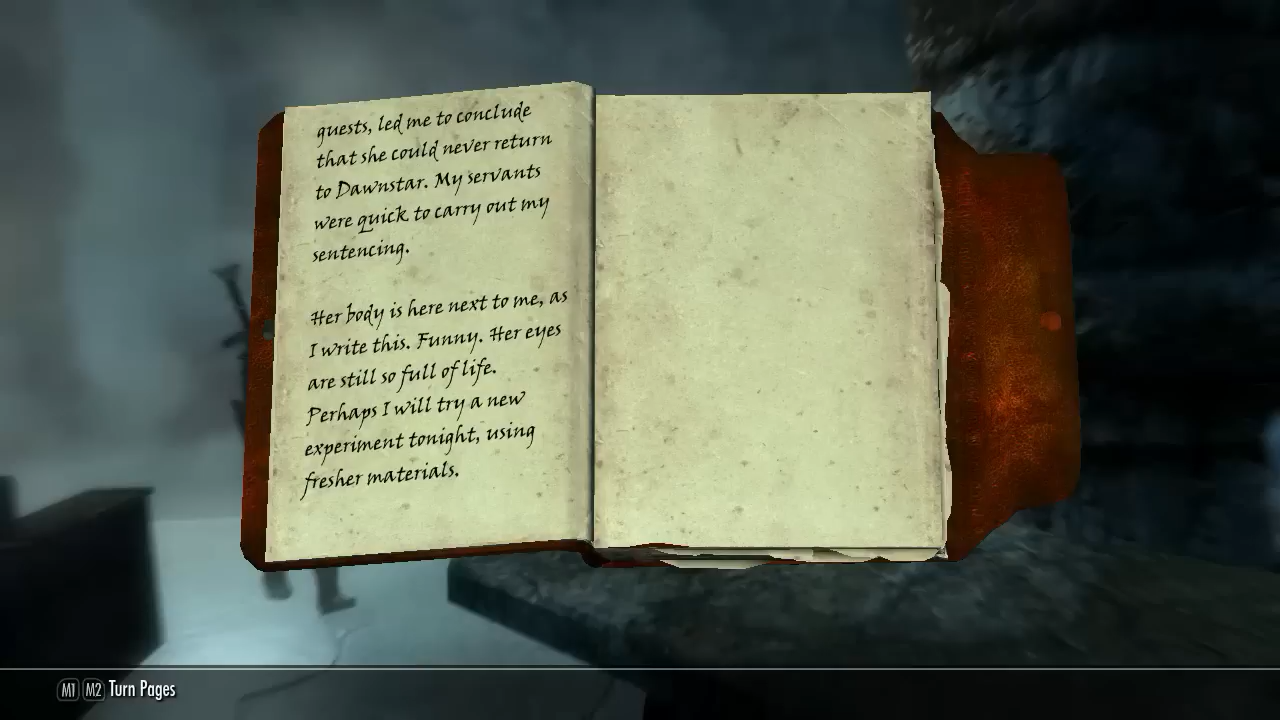 guests, led me to conclude
that she could never return
to Dawnstar. My servants
were quick to carry out my
sentencing.
Her body is here next to me, as
I write this. Funny. Her eyes
are still so full of life.
Perhaps I will try a new
experiment tonight, using
fresher materials.
M1 M2 Turn Pages